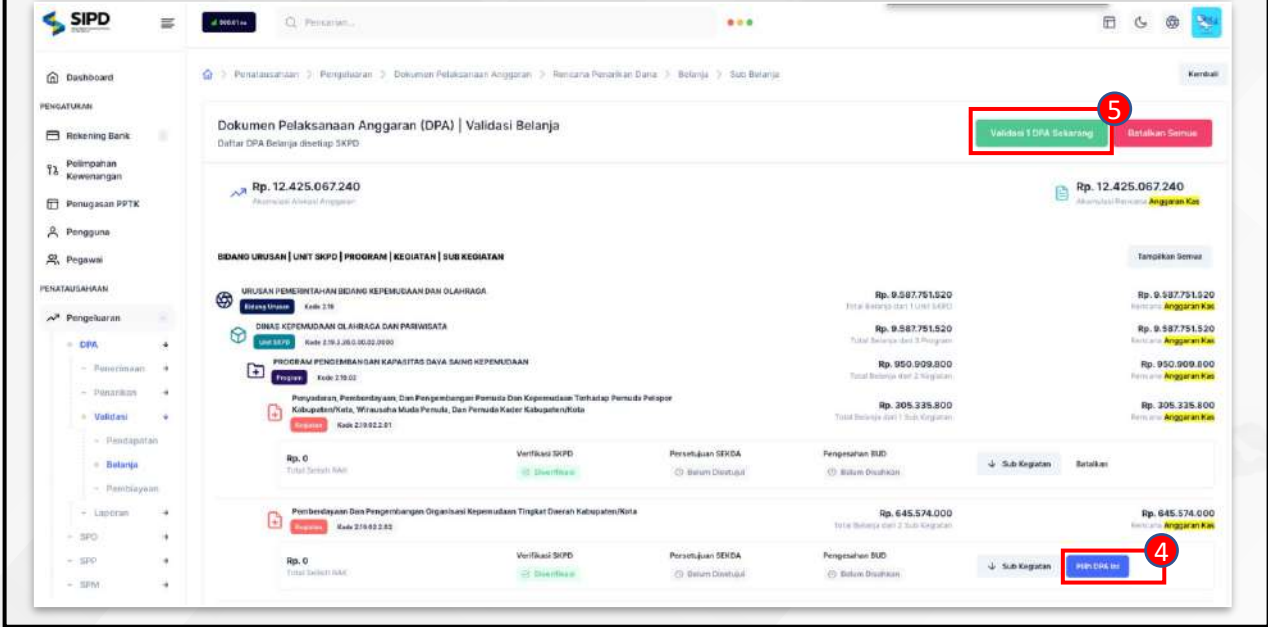 SIPD
Pencarian...
Dashboard
PENGATURAN
Rekening Bank
Pelimpahan
Kewenangan
Penugasan PPTK
Pengguna
Pegawai
PENATAUSAHAAN
Pengeluaran
DPA
Penerimaan
Penarikan
Validasi
Pendapatan
Belanja
Pembiayaan
Laporan
SPD
SPP
SPM
Penatausahaan > Pengeluaran > Dokumen Pelaksanaan Anggaran > Rencana Penarikan Dana > Belanja > Sub Belanja
Kembali
Dokumen Pelaksanaan Anggaran (DPA) | Validasi Belanja
Daftar DPA Belanja disetiap SKPD
5
Validasi 1 DPA Sekarang
Batalkan Semua
Rp. 12.425.067.240
Akumulasi Alokasi Anggaran
Rp. 12.425.067.240
Akumulasi Rencana Anggaran Kas
BIDANG URUSAN | UNIT SKPD | PROGRAM | KEGIATAN | SUB KEGIATAN
Tampilkan Semua
URUSAN PEMERINTAHAN BIDANG KEPEMUDAAN DAN OLAHRAGA
Bidang Urusan Kode 2.19
Rp. 9.587.751.520
Total Belanja dari 1 Unit SKPD
Rp. 9.587.751.520
Rencana Anggaran Kas
DINAS KEPEMUDAAN OLAHRAGA DAN PARIWISATA
Unit SKPD
Rp. 9.587.751.520
Total Belanja dari 3 Program
Rp. 9.587.751.520
Rencana Anggaran Kas
PROGRAM PENGEMBANGAN KAPASITAS DAYA SAING KEPEMUDAAN
Program Kode 2.19.02
Rp. 950.909.800
Total Belanja dari 2 Kegiatan
Rp. 950.909.800
Rencana Anggaran Kas
Penyadaran, Pemberdayaan, Dan Pengembangan Pemuda Dan Kepemudaan Terhadap Pemuda Pelopor
Kabupaten/Kota, Wirausaha Muda Pemula, Dan Pemuda Kader Kabupaten/Kota
Kegiatan Kode 2.19.02.2.01
Rp. 305.335.800
Total Belanja dari 1 Sub Kegiatan
Rp. 305.335.800
Rencana Anggaran Kas
Rp. 0
Verifikasi SKPD
Diverifikasi
Persetujuan SEKDA
Belum Disetujui
Pengesahan BUD
Belum Disahkan
Sub Kegiatan
Batalkan
Pemberdayaan Dan Pengembangan Organisasi Kepemudaan Tingkat Daerah Kabupaten/Kota
Kegiatan Kode 2.19.02.2.02
Rp. 645.574.000
Total Belanja dari 2 Sub Kegiatan
Rp. 645.574.000
Rencana Anggaran Kas
Rp. 0
Verifikasi SKPD
Diverifikasi
Persetujuan SEKDA
Belum Disetujui
Pengesahan BUD
Belum Disahkan
Sub Kegiatan
4
Pilih DPA Ini